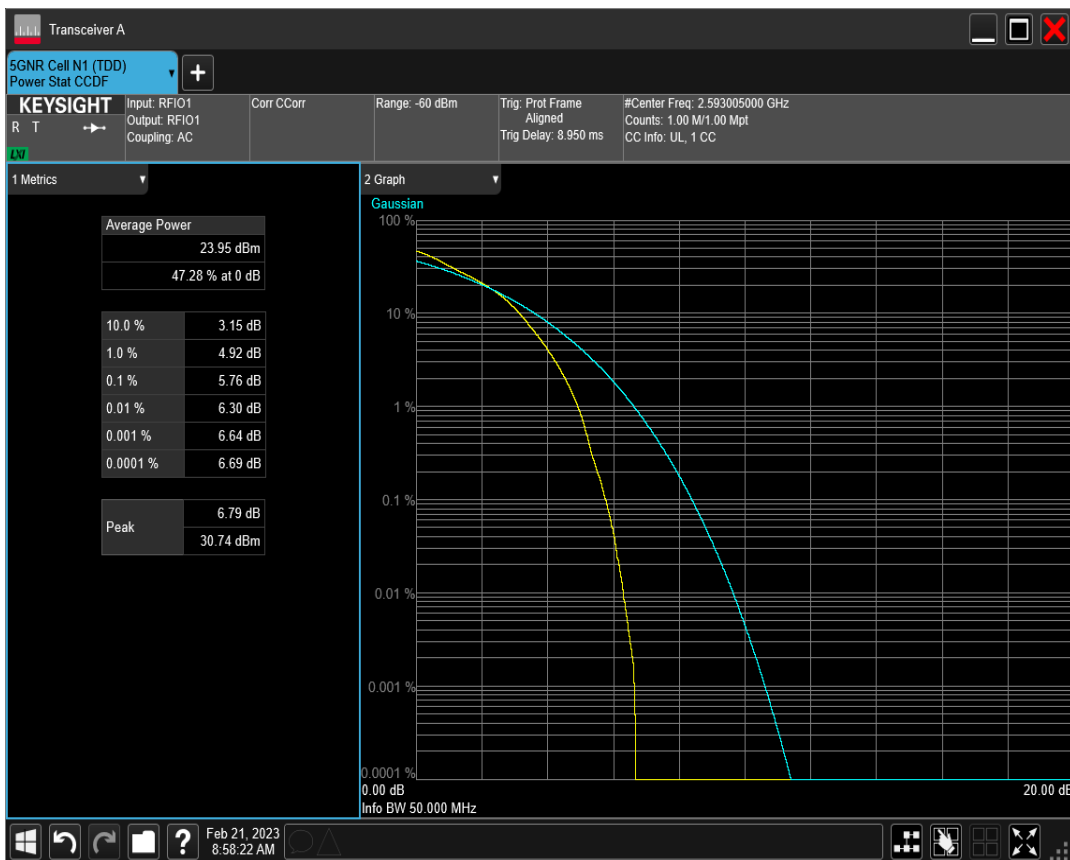 Transceiver A
5GNR Cell N1 (TDD)
Power Stat CCDF
KEYSIGHT
R T
LXI
Input: RFIO1
Output: RFIO1
Coupling: AC
Corr CCorr
Range: -60 dBm
Trig: Prot Frame
Aligned
Trig Delay: 8.950 ms
#Center Freq: 2.593005000 GHz
Counts: 1.00 M/1.00 Mpt
CC Info: UL, 1 CC
1 Metrics
Average Power
23.95 dBm
47.28 % at 0 dB
10.0 % 3.15 dB
1.0 % 4.92 dB
0.1 % 5.76 dB
0.01 % 6.30 dB
0.001 % 6.64 dB
0.0001 % 6.69 dB
Peak
6.79 dB
30.74 dBm
2 Graph
Gaussian
100 %
10 %
1 %
0.1 %
0.01 %
0.001 %
0.0001 %
0.00 dB 20.00 dB
Info BW 50.000 MHz
?
Feb 21, 2023
8:58:22 AM